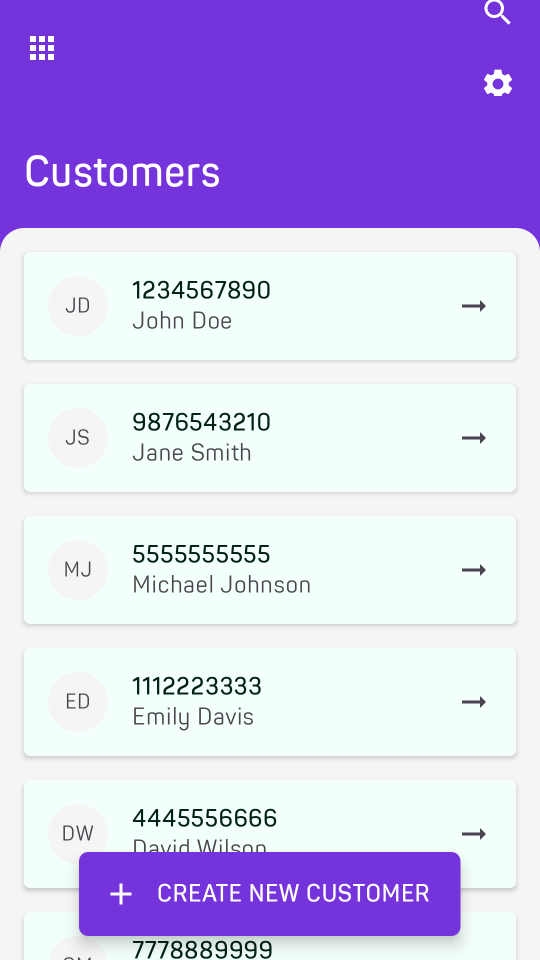 Customers
JD
1234567890
John Doe
JS
9876543210
Jane Smith
MJ
5555555555
Michael Johnson
ED
1112223333
Emily Davis
DW
4445556666
David Wilson
CREATE NEW CUSTOMER
7778889999